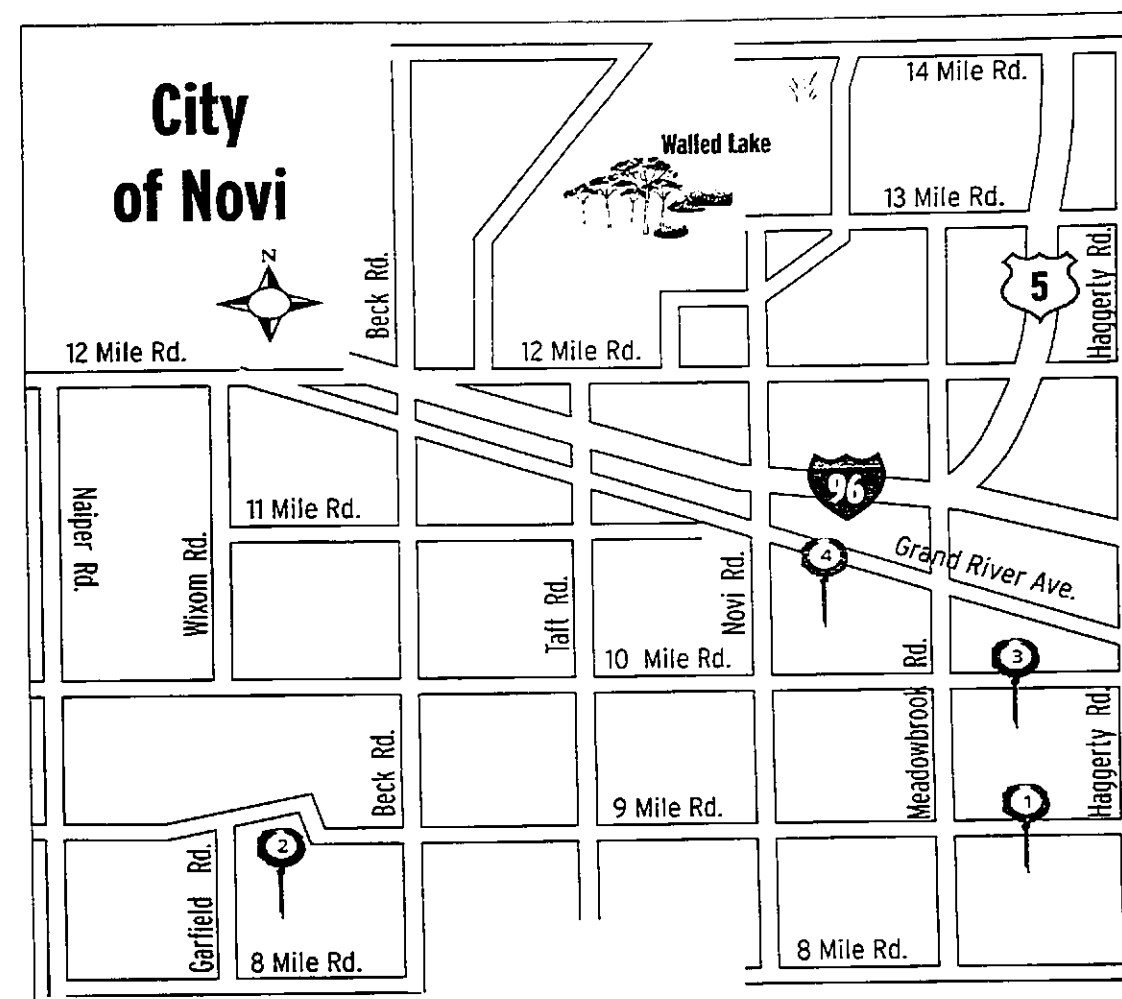 City
of Novi
14 Mile Rd.
Walled Lake
13 Mile Rd.
N
Beck Rd.
5
Haggerty Rd.
12 Mile Rd.
12 Mile Rd.
96
Naiper Rd.
11 Mile Rd.
Wixom Rd.
Taft Rd.
Novi Rd.
4
Grand River Ave.
10 Mile Rd.
3
Meadowbrook Rd.
Haggerty Rd.
Beck Rd.
9 Mile Rd.
1
2
Garfield Rd.
8 Mile Rd.
8 Mile Rd.